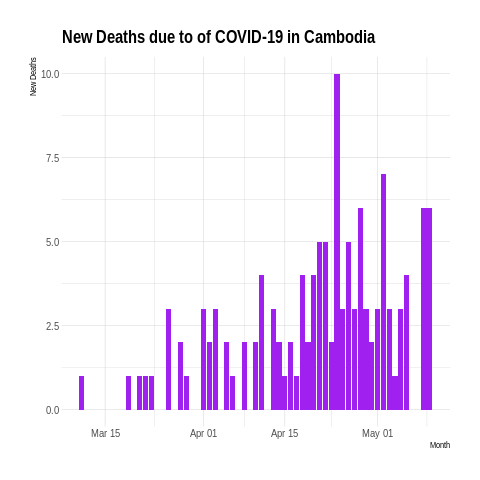 New Deaths due to of COVID-19 in Cambodia
New Deaths
10.0
7.5
5.0
2.5
0.0
Mar 15 Apr 01 Apr 15 May 01
Month